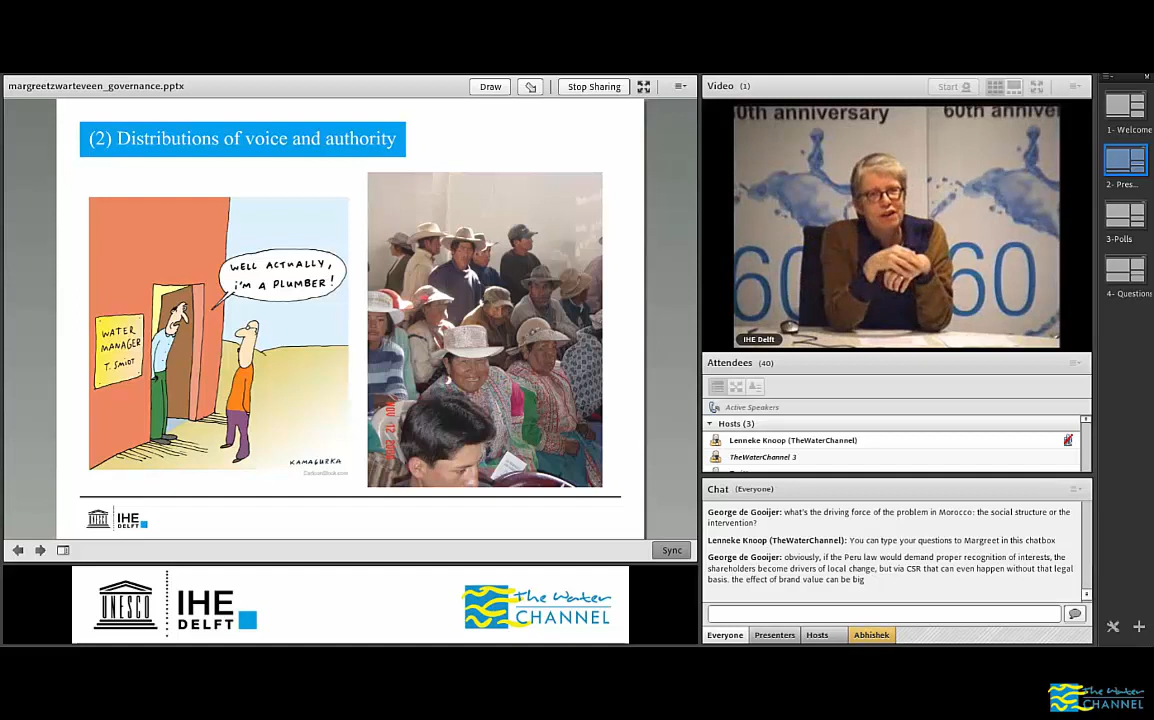 margreetzwarteveen_governance.pptx
Draw
Stop Sharing
(2) Distributions of voice and authority
WELL ACTUALLY,
i'M A PLUMBER!
WATER
MANAGER
T. SMIDT
KAMAGURKA
CartoonStock.com
IHE
DELFT
Sync
UNESCO
IHE
DELFT
The Water
CHANNEL
Video (1)
Start
60th anniversary
60th anniver
60
60
IHE Delft
Attendees (40)
Active Speakers
Hosts (3)
Lenneke Knoop (TheWaterChannel)
TheWaterChannel 3
Chat (Everyone)
George de Gooijer: what's the driving force of the problem in Morocco: the social structure or the
intervention?
Lenneke Knoop (TheWaterChannel): You can type your questions to Margreet in this chatbox
George de Gooijer: obviously, if the Peru law would demand proper recognition of interests, the
shareholders become drivers of local change, but via CSR that can even happen without that legal
basis. the effect of brand value can be big
Everyone
Presenters
Hosts
Abhishek
1- Welcome
2- Pres...
3-Polls
4- Questions
The Water
CHANNEL